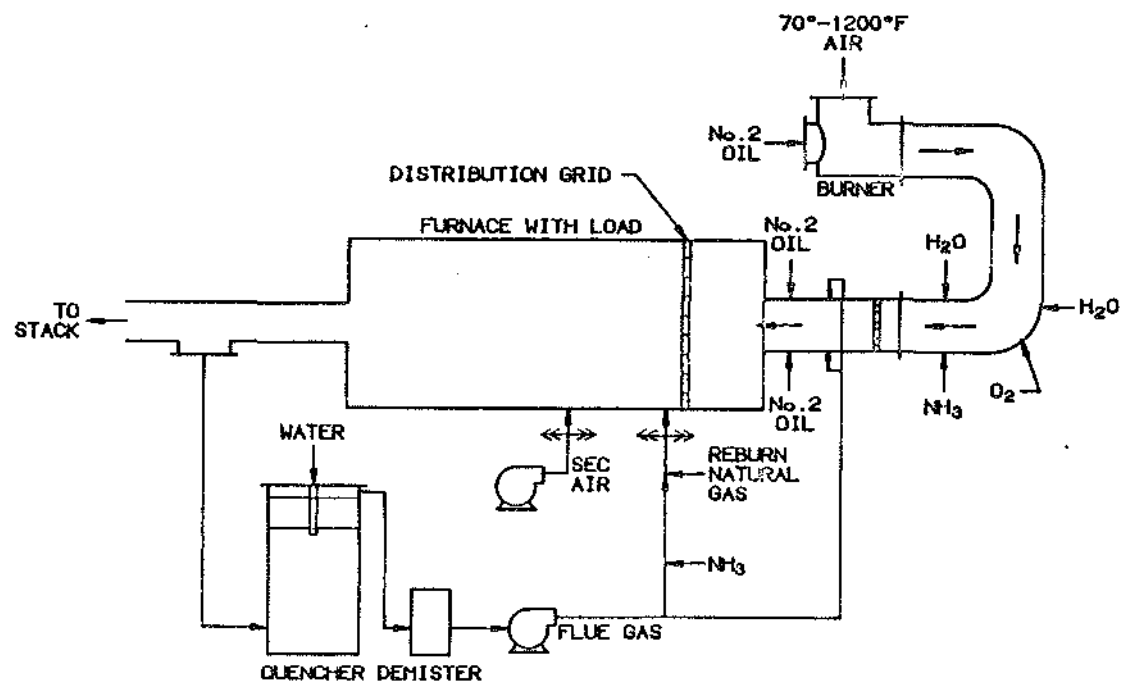 70°-1200°F
AIR
No.2
OIL
BURNER
DISTRIBUTION GRID
FURNACE WITH LOAD
No.2
OIL
H2O
TO
STACK
H2O
O2
No.2
OIL
NH3
WATER
SEC
AIR
REBURN
NATURAL
GAS
NH3
FLUE GAS
QUENCHER DEMISTER